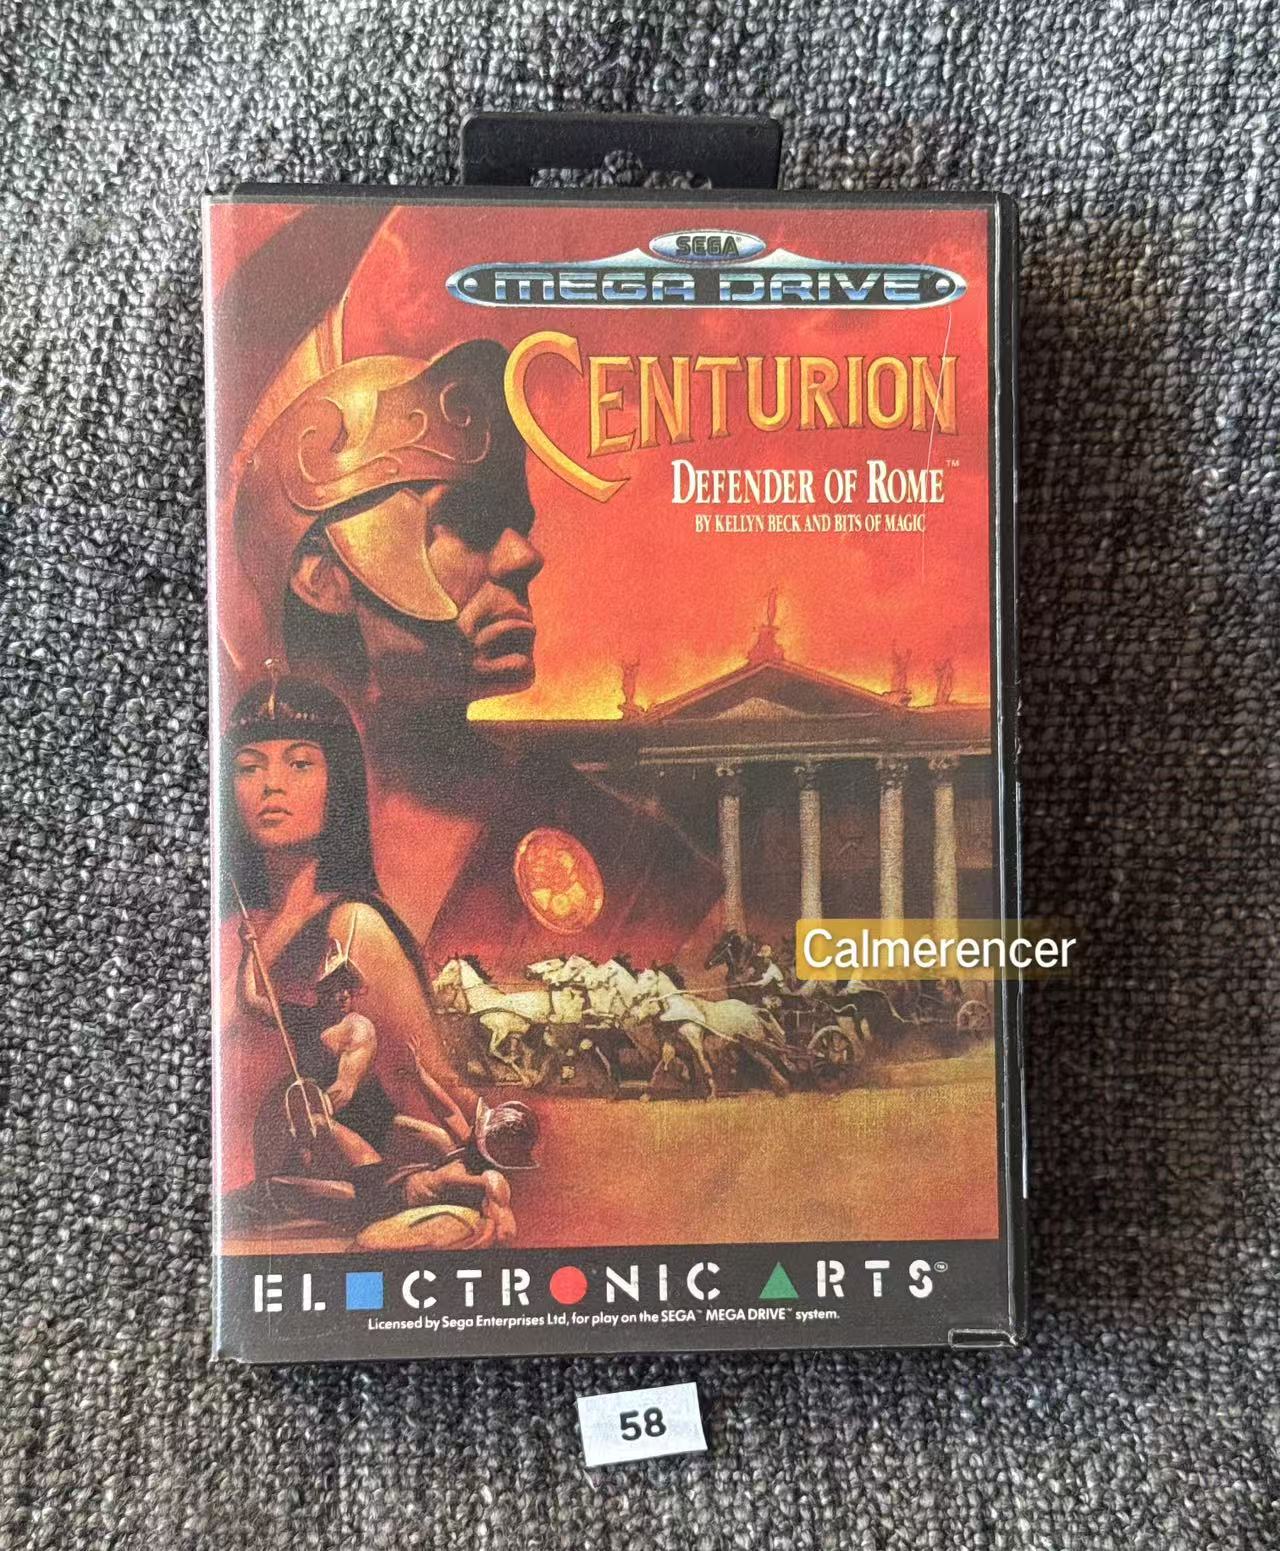 SEGA®
MEGA DRIVE
CENTURION
DEFENDER OF ROME™
BY KELLYN BECK AND BITS OF MAGIC
Calmerencer
ELECTRONIC ARTS™
Licensed by Sega Enterprises Ltd, for play on the SEGA™ MEGA DRIVE™ system.
58